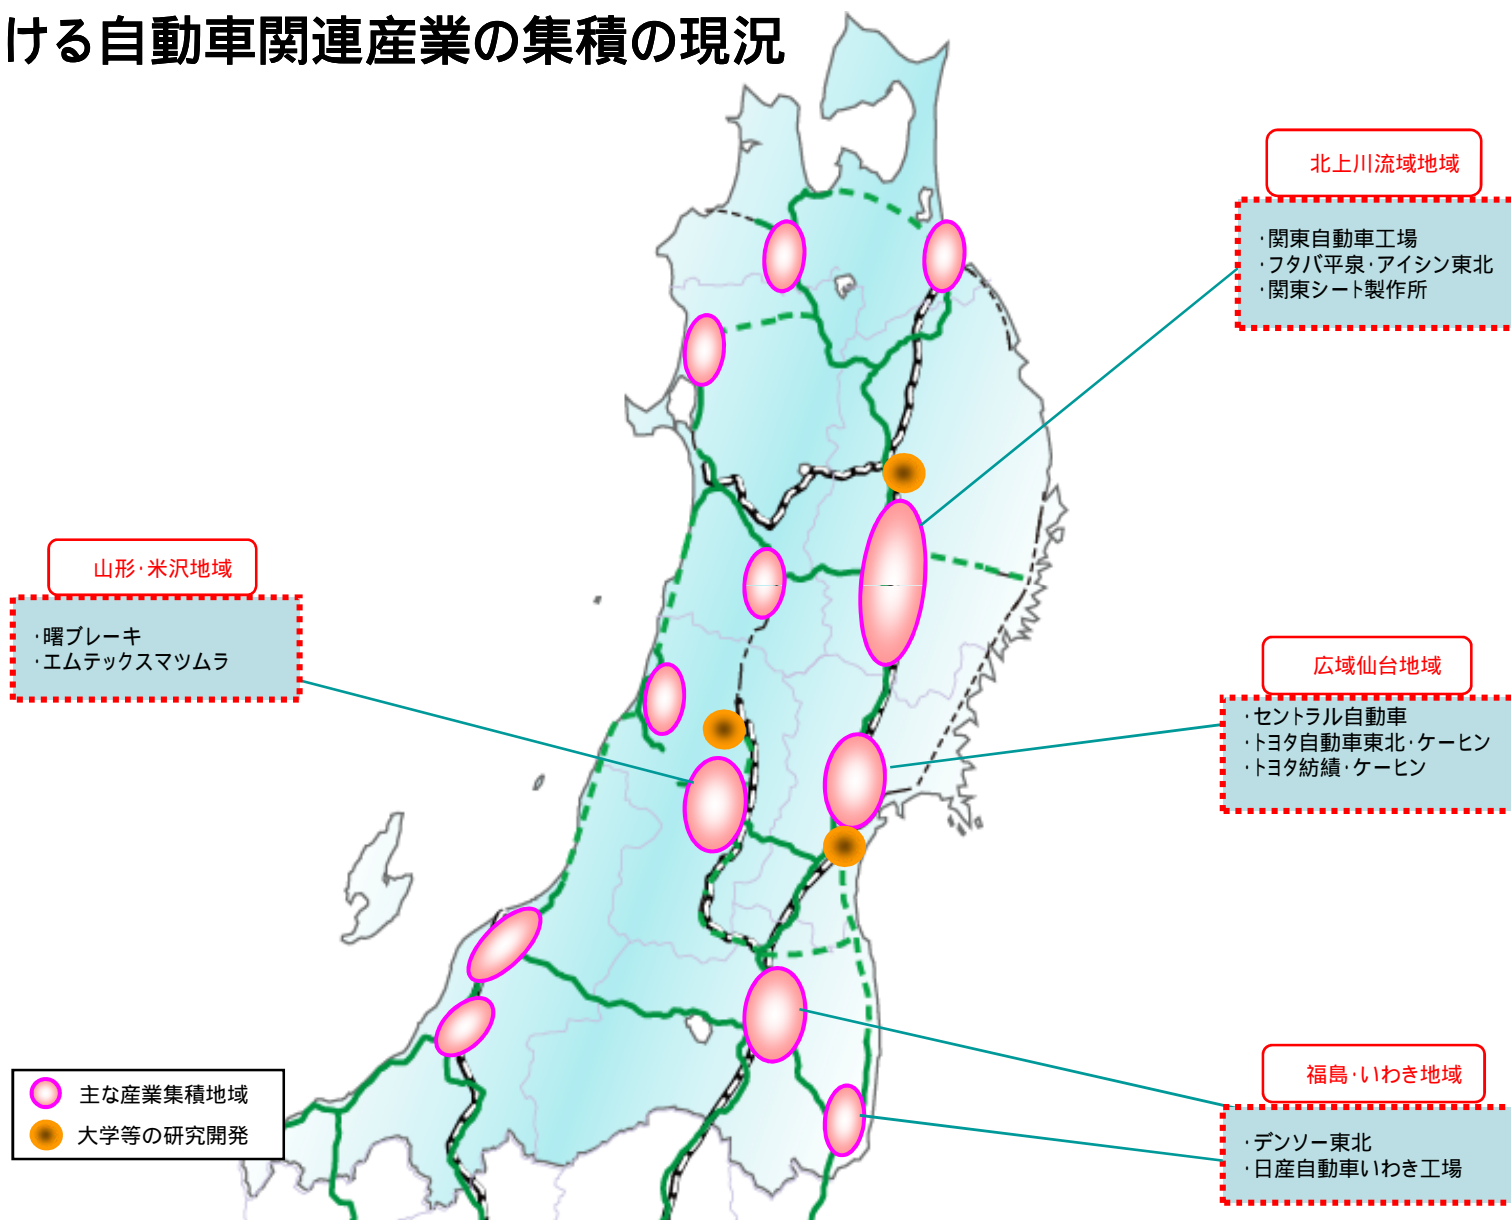 ける自動車関連産業の集積の現況
北上川流域地域
・関東自動車工場
・フタバ平泉・アイシン東北
・関東シート製作所
山形・米沢地域
・曙ブレーキ
・エムテックスマツムラ
広域仙台地域
・セントラル自動車
・トヨタ自動車東北・ケーヒン
・トヨタ紡績・ケーヒン
福島・いわき地域
・デンソー東北
・日産自動車いわき工場
主な産業集積地域
大学等の研究開発